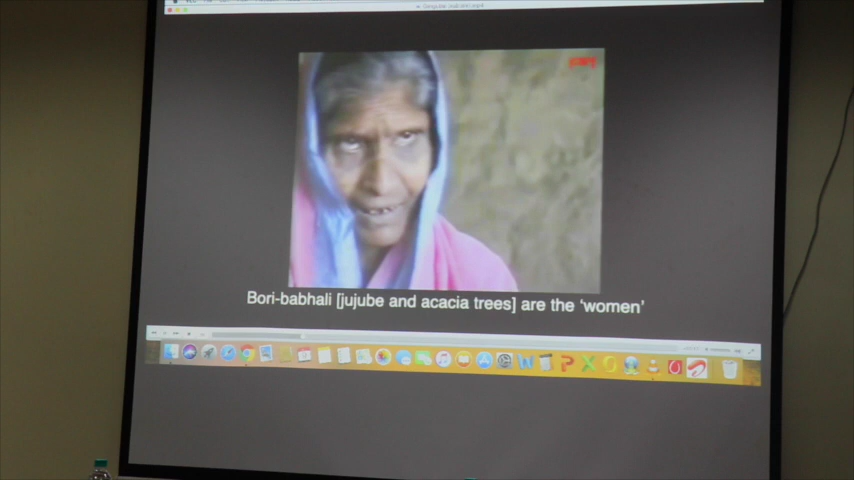 Bori-babhali [jujube and acacia trees] are the ‘women’